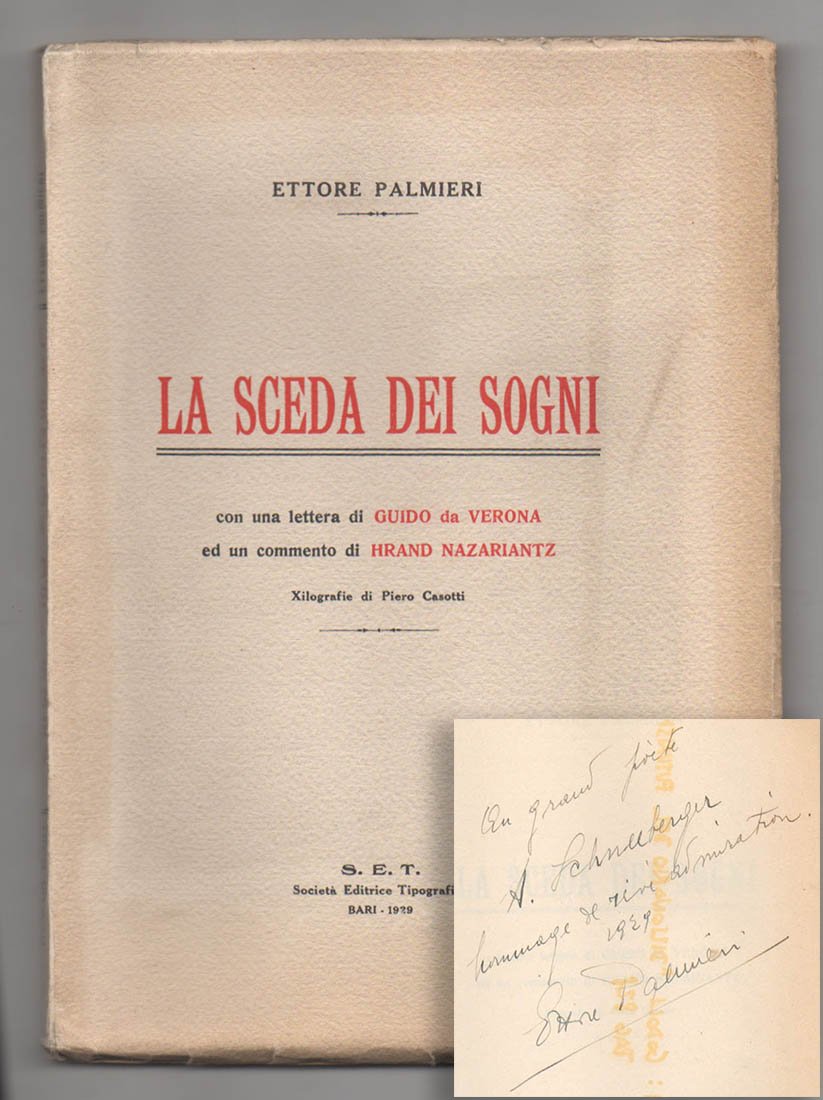 ETTORE PALMIERI
LA SCEDA DEI SOGNI
con una lettera di GUIDO da VERONA
ed un commento di HRAND NAZARIANTZ
Xilografie di Piero Casotti
S. E. T.
Società Editrice Tipografi
BARI - 1929
Au grand poète
A. Schneeberger
hommage de vive admiration.
1929
Ettore Palmieri